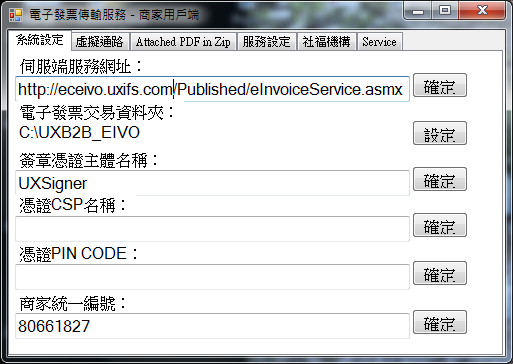 電子發票傳輸服務 - 商家用戶端
系統設定 虛擬通路 Attached PDF in Zip 服務設定 社福機構 Service
伺服端服務網址：
http://eceivo.uxifs.com/Published/eInvoiceService.asmx 確定
電子發票交易資料夾：
C:\UXB2B_EIVO 設定
簽章憑證主體名稱：
UXSigner 確定
憑證CSP名稱：
確定
憑證PIN CODE：
確定
商家統一編號：
80661827 確定